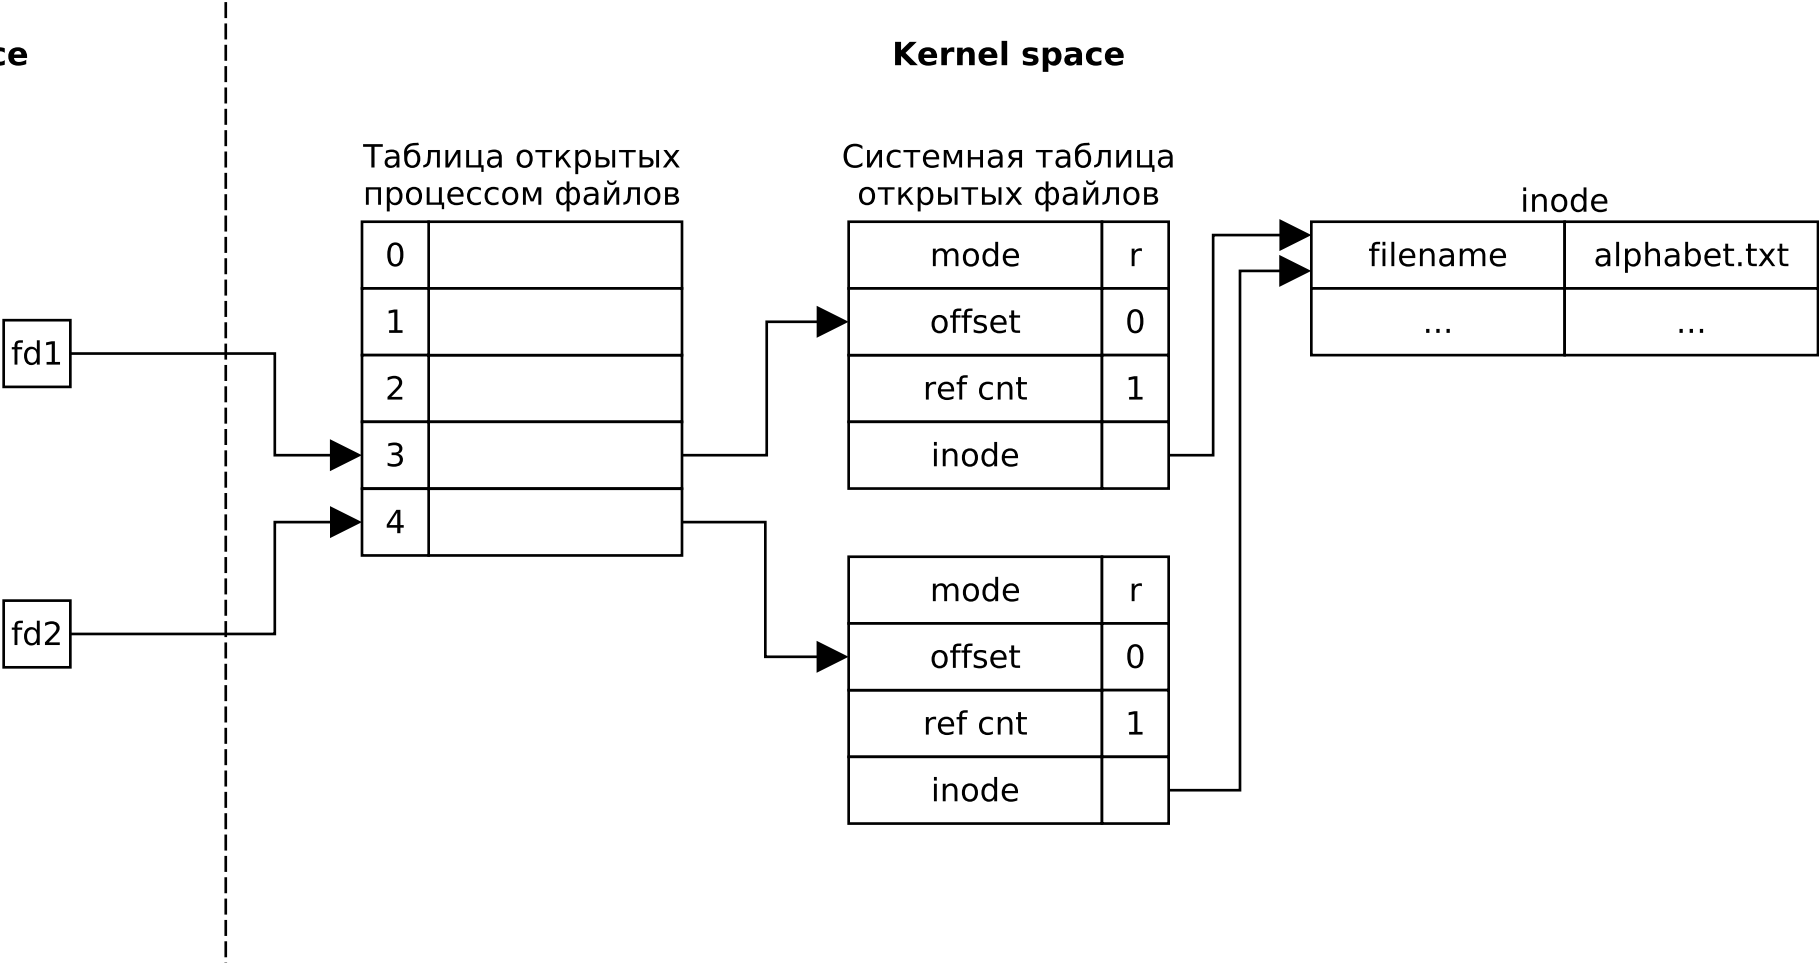 ce
Kernel space
Таблица открытых
процессом файлов
Системная таблица
открытых файлов
inode
0
1
2
3
4
mode r
offset 0
ref cnt 1
inode
filename alphabet.txt
... ...
fd1
fd2
mode r
offset 0
ref cnt 1
inode